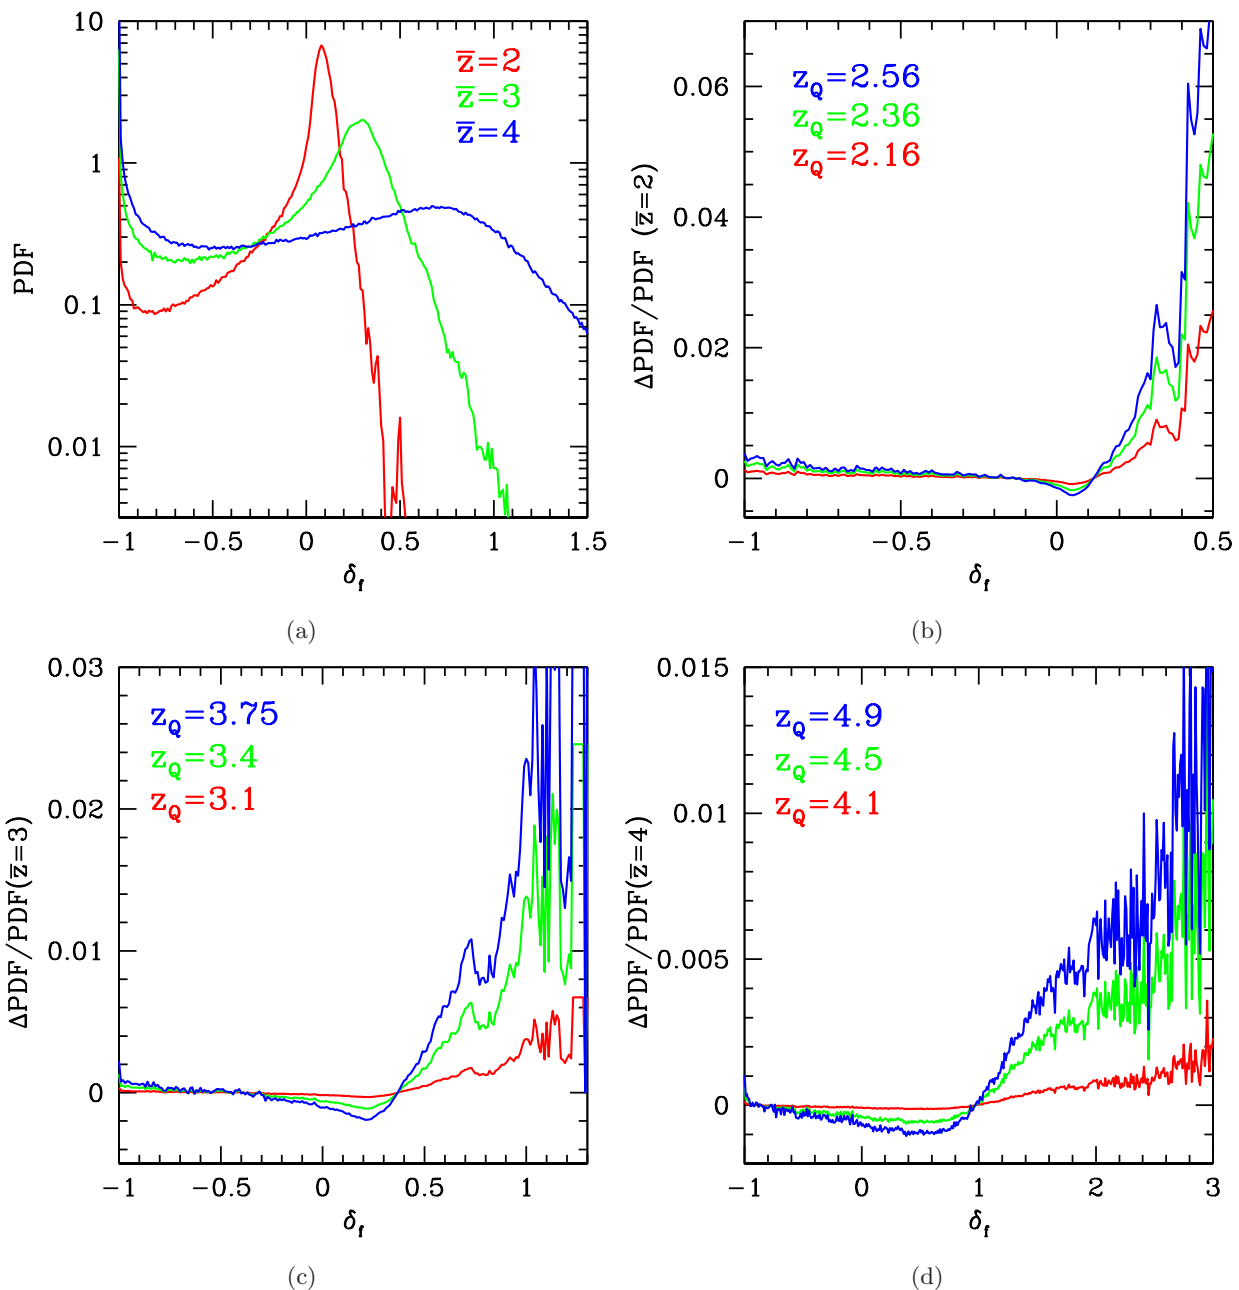 10
1
0.1
0.01
PDF
z̅=2
z̅=3
z̅=4
-1 -0.5 0 0.5 1 1.5
δf
(a)
0.06
0.04
0.02
0
ΔPDF/PDF (z̅=2)
zQ=2.56
zQ=2.36
zQ=2.16
-1 -0.5 0 0.5
δf
(b)
0.03
0.02
0.01
0
ΔPDF/PDF(z̅=3)
zQ=3.75
zQ=3.4
zQ=3.1
-1 -0.5 0 0.5 1
δf
(c)
0.015
0.01
0.005
0
ΔPDF/PDF(z̅=4)
zQ=4.9
zQ=4.5
zQ=4.1
-1 0 1 2 3
δf
(d)